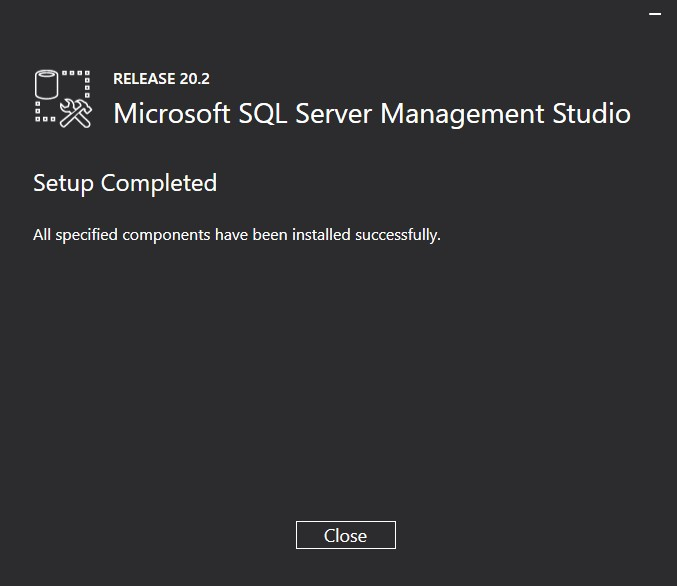 RELEASE 20.2
Microsoft SQL Server Management Studio
Setup Completed
All specified components have been installed successfully.
Close